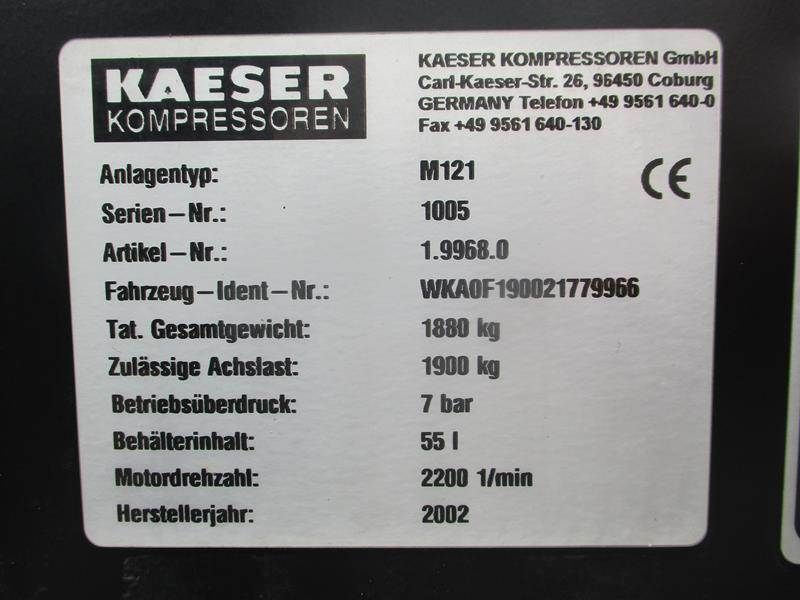 KAESER
KOMPRESSOREN
KAESER KOMPRESSOREN GmbH
Carl-Kaeser-Str. 26, 96450 Coburg
GERMANY Telefon +49 9561 640-0
Fax +49 9561 640-130
CE
Anlagentyp: M121
Serien-Nr.: 1005
Artikel-Nr.: 1.9968.0
Fahrzeug-Ident-Nr.: WKA0F190021779966
Tat. Gesamtgewicht: 1880 kg
Zulässige Achslast: 1900 kg
Betriebsüberdruck: 7 bar
Behälterinhalt: 55 l
Motordrehzahl: 2200 1/min
Herstellerjahr: 2002